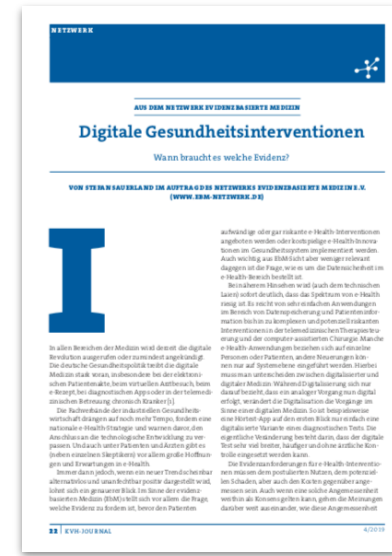 NETZWERK
AUS DEM NETZWERK EVIDENZBASIERTE MEDIZIN
Digitale Gesundheitsinterventionen
Wann braucht es welche Evidenz?
VON STEFAN SAUERLAND IM AUFTRAG DES NETZWERKS EVIDENZBASIERTE MEDIZIN E.V.
(WWW.EBM-NETZWERK.DE)
I
In allen Bereichen der Medizin wird derzeit die digitale
Revolution ausgerufen oder zumindest angekündigt.
Die deutsche Gesundheitspolitik treibt die digitale
Medizin stark voran, insbesondere bei der elektroni-
schen Patientenakte, beim virtuellen Arztbesuch, beim
e-Rezept, bei diagnostischen Apps oder in der telemedi-
zinischen Betreuung chronisch Kranker [1].
Die Fachverbände der industriellen Gesundheits-
wirtschaft drängen auf noch mehr Tempo, fordern eine
nationale e-Health-Strategie und warnen davor, den
Anschluss an die technologische Entwicklung zu ver-
passen. Und auch unter Patienten und Ärzten gibt es
(neben einzelnen Skeptikern) vor allem große Hoffnun-
gen und Erwartungen in e-Health.
Immer dann jedoch, wenn ein neuer Trend scheinbar
alternativlos und unanfechtbar positiv dargestellt wird,
lohnt sich ein genauerer Blick. Im Sinne der evidenz-
basierten Medizin (EbM) stellt sich vor allem die Frage,
welche Evidenz zu fordern ist, bevor den Patienten
aufwändige oder gar riskante e-Health-Interventionen
angeboten werden oder kostspielige e-Health-Innova-
tionen im Gesundheitssystem implementiert werden.
Auch wichtig, aus EbM-Sicht aber weniger relevant
dagegen ist die Frage, wie es um die Datensicherheit im
e-Health-Bereich bestellt ist.
Bei näherem Hinsehen wird (auch dem technischen
Laien) sofort deutlich, dass das Spektrum von e-Health
riesig ist. Es reicht von sehr einfachen Anwendungen
im Bereich von Datenspeicherung und Patienteninfor-
mation bis hin zu komplexen und potenziell riskanten
Interventionen in der telemedizinischen Therapiesteu-
erung und der computer-assistierten Chirurgie. Manche
e-Health-Anwendungen beziehen sich auf einzelne
Personen oder Patienten, andere Neuerungen kön-
nen nur auf Systemebene eingeführt werden. Hierbei
muss man unterscheiden zwischen digitalisierter und
digitaler Medizin: Während Digitalisierung sich nur
darauf bezieht, dass ein analoger Vorgang nun digital
erfolgt, verändert die Digitalisation die Vorgänge im
Sinne einer digitalen Medizin. So ist beispielsweise
eine Hörtest-App auf den ersten Blick nur einfach eine
digitalisierte Variante eines diagnostischen Tests. Die
eigentliche Veränderung besteht darin, dass der digitale
Test sehr viel breiter, häufiger und ohne ärztliche Kon-
trolle eingesetzt werden kann.
Die Evidenzanforderungen für e-Health-Interventio-
nen müssen dem postulierten Nutzen, dem potenziel-
len Schaden, aber auch den Kosten gegenüber ange-
messen sein. Auch wenn eine solche Angemessenheit
weithin als Konsens gelten kann, gehen die Meinungen
darüber weit auseinander, wie diese Angemessenheit
22 | KVH-JOURNAL
4/2019